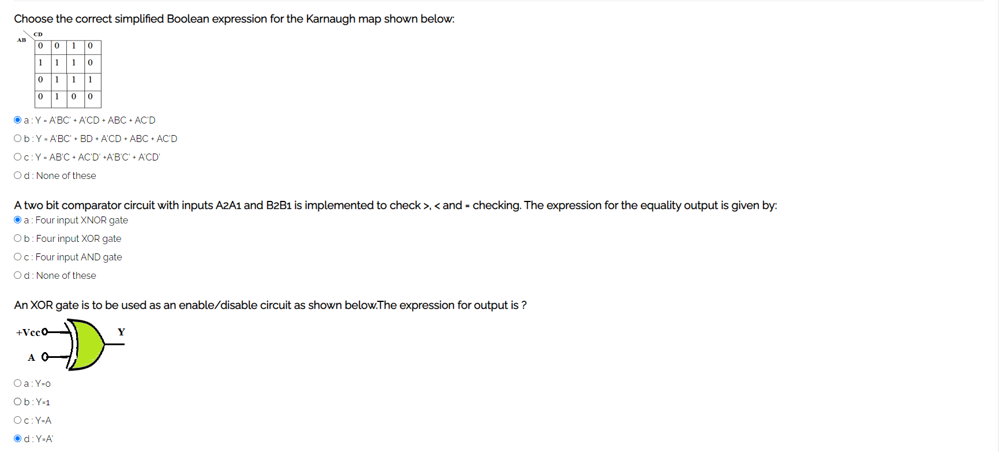 Choose the correct simplified Boolean expression for the Karnaugh map shown below:
CD
AB
0 0 1 0
1 1 1 0
0 1 1 1
0 1 0 0
a : Y = A'BC' + A'CD + ABC + AC'D
b : Y = A'BC' + BD + A'CD + ABC + AC'D
c : Y = AB'C + AC'D' +A'B'C' + A'CD'
d : None of these
A two bit comparator circuit with inputs A2A1 and B2B1 is implemented to check >, < and = checking. The expression for the equality output is given by:
a : Four input XNOR gate
b : Four input XOR gate
c : Four input AND gate
d : None of these
An XOR gate is to be used as an enable/disable circuit as shown below.The expression for output is ?
+Vcc
Y
A
a : Y=0
b : Y=1
c : Y=A
d : Y=A'